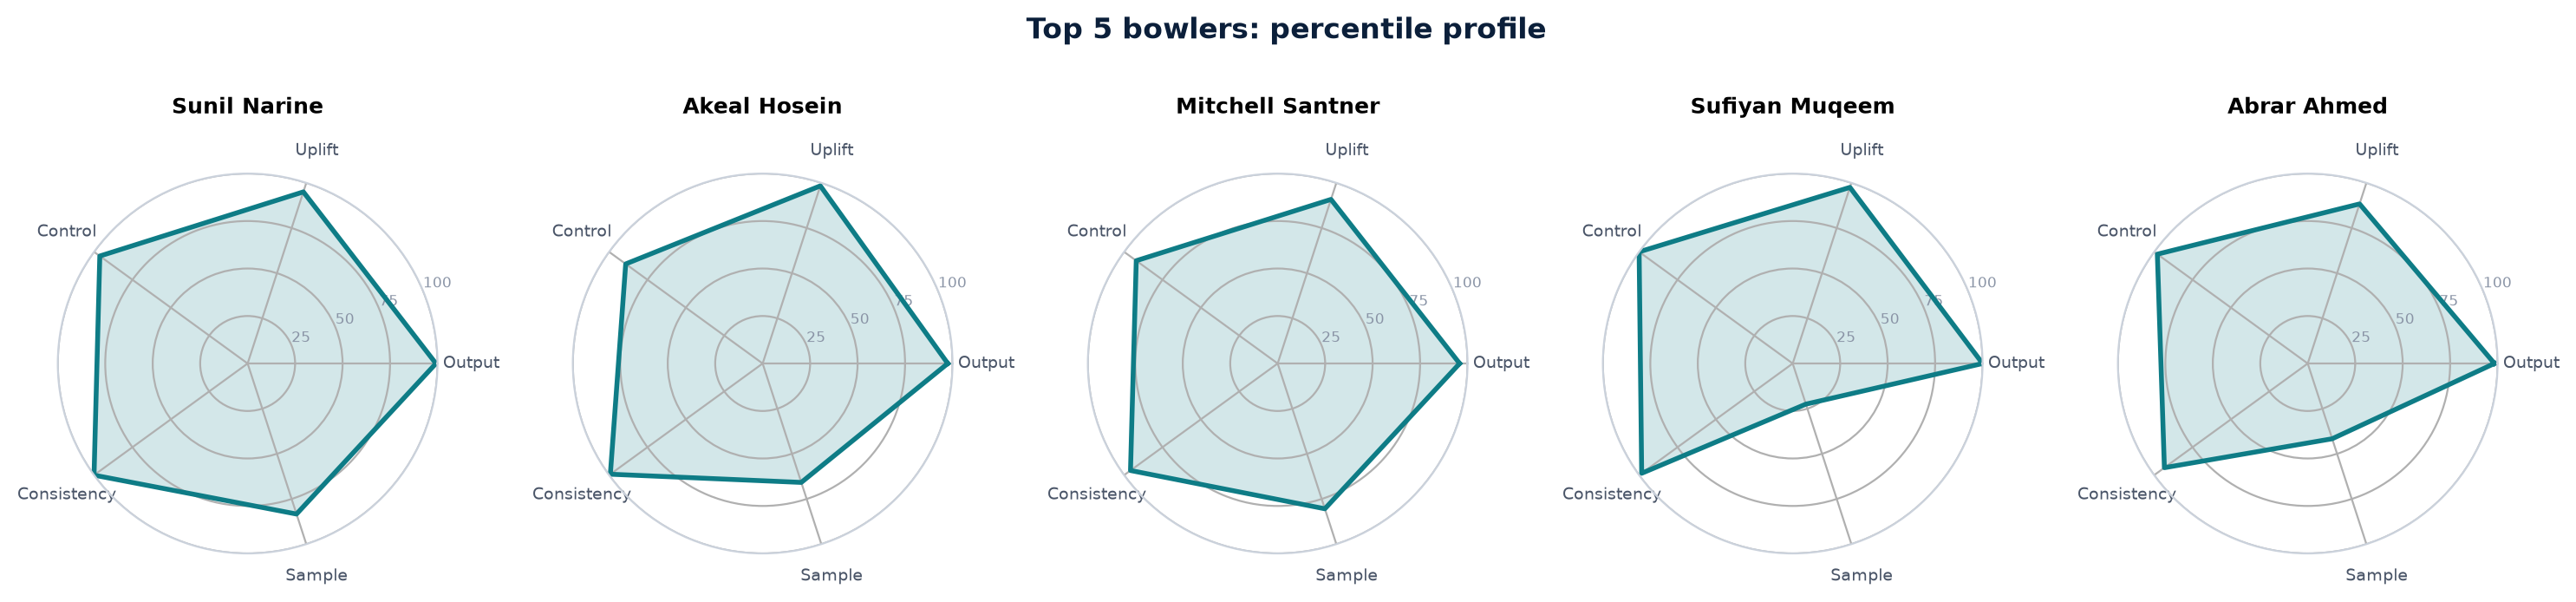 Top 5 bowlers: percentile profile
Sunil Narine
Uplift
Control
100
75
50
25
Output
Consistency
Sample
Akeal Hosein
Uplift
Control
100
75
50
25
Output
Consistency
Sample
Mitchell Santner
Uplift
Control
100
75
50
25
Output
Consistency
Sample
Sufiyan Muqeem
Uplift
Control
100
75
50
25
Output
Consistency
Sample
Abrar Ahmed
Uplift
Control
100
75
50
25
Output
Consistency
Sample